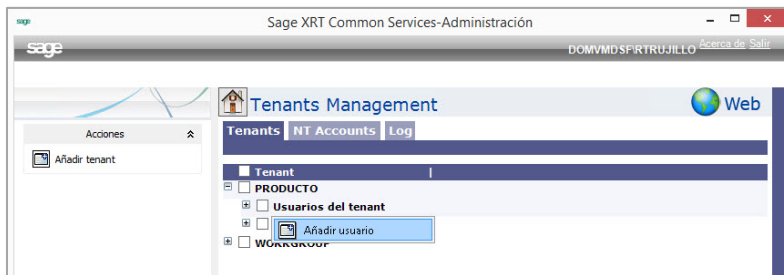 sage
Sage XRT Common Services-Administración
sage
DOMVMDSF\RTRUJILLO Acerca de Salir
Tenants Management
Web
Acciones
Tenants NT Accounts Log
Añadir tenant
Tenant
PRODUCTO
Usuarios del tenant
Añadir usuario
WORKGROUP